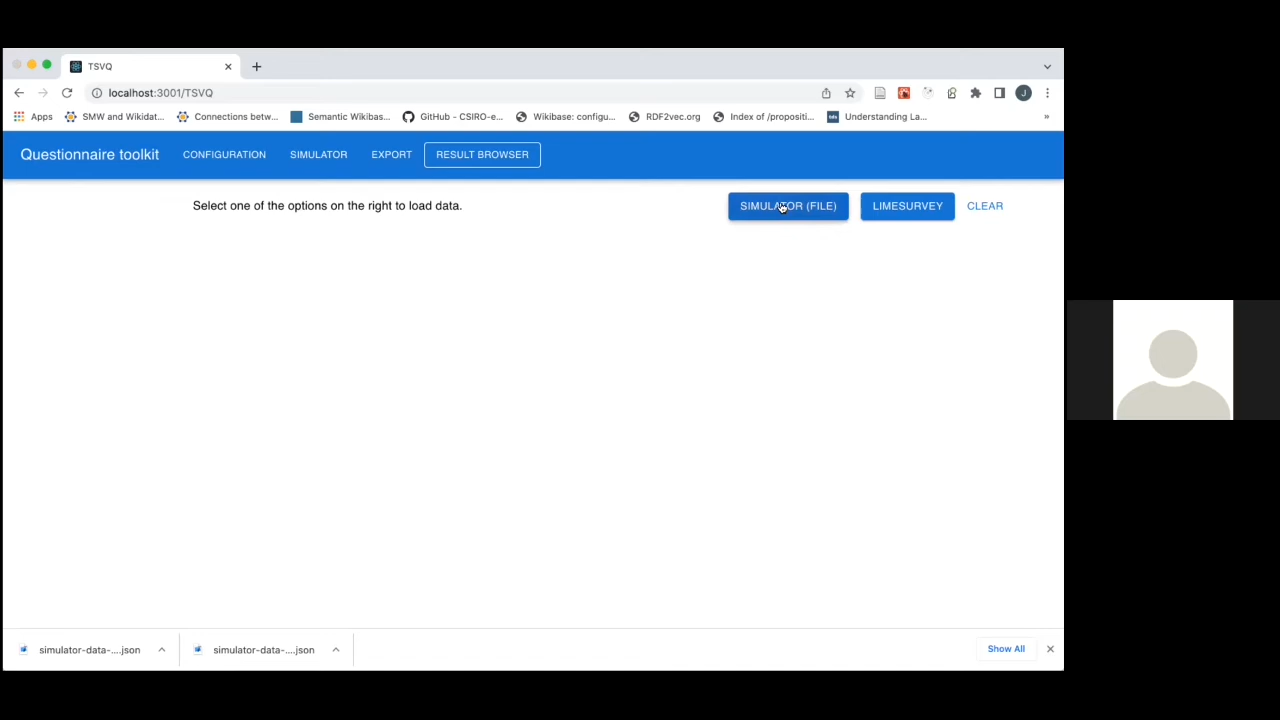 TSVQ
localhost:3001/TSVQ
Apps SMW and Wikidat... Connections betw... Semantic Wikibas... GitHub - CSIRO-e... Wikibase: configu... RDF2vec.org Index of /propositi... Understanding La... »
Questionnaire toolkit CONFIGURATION SIMULATOR EXPORT RESULT BROWSER
Select one of the options on the right to load data. SIMULATOR (FILE) LIMESURVEY CLEAR
simulator-data-....json simulator-data-....json Show All